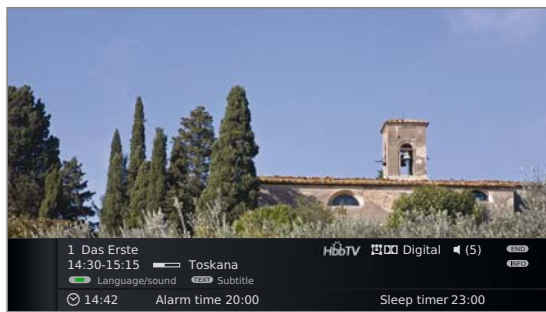 1 Das Erste HbbTV Digital (5) END
14:30-15:15 Toskana INFO
Language/sound TEXT Subtitle
14:42 Alarm time 20:00 Sleep timer 23:00